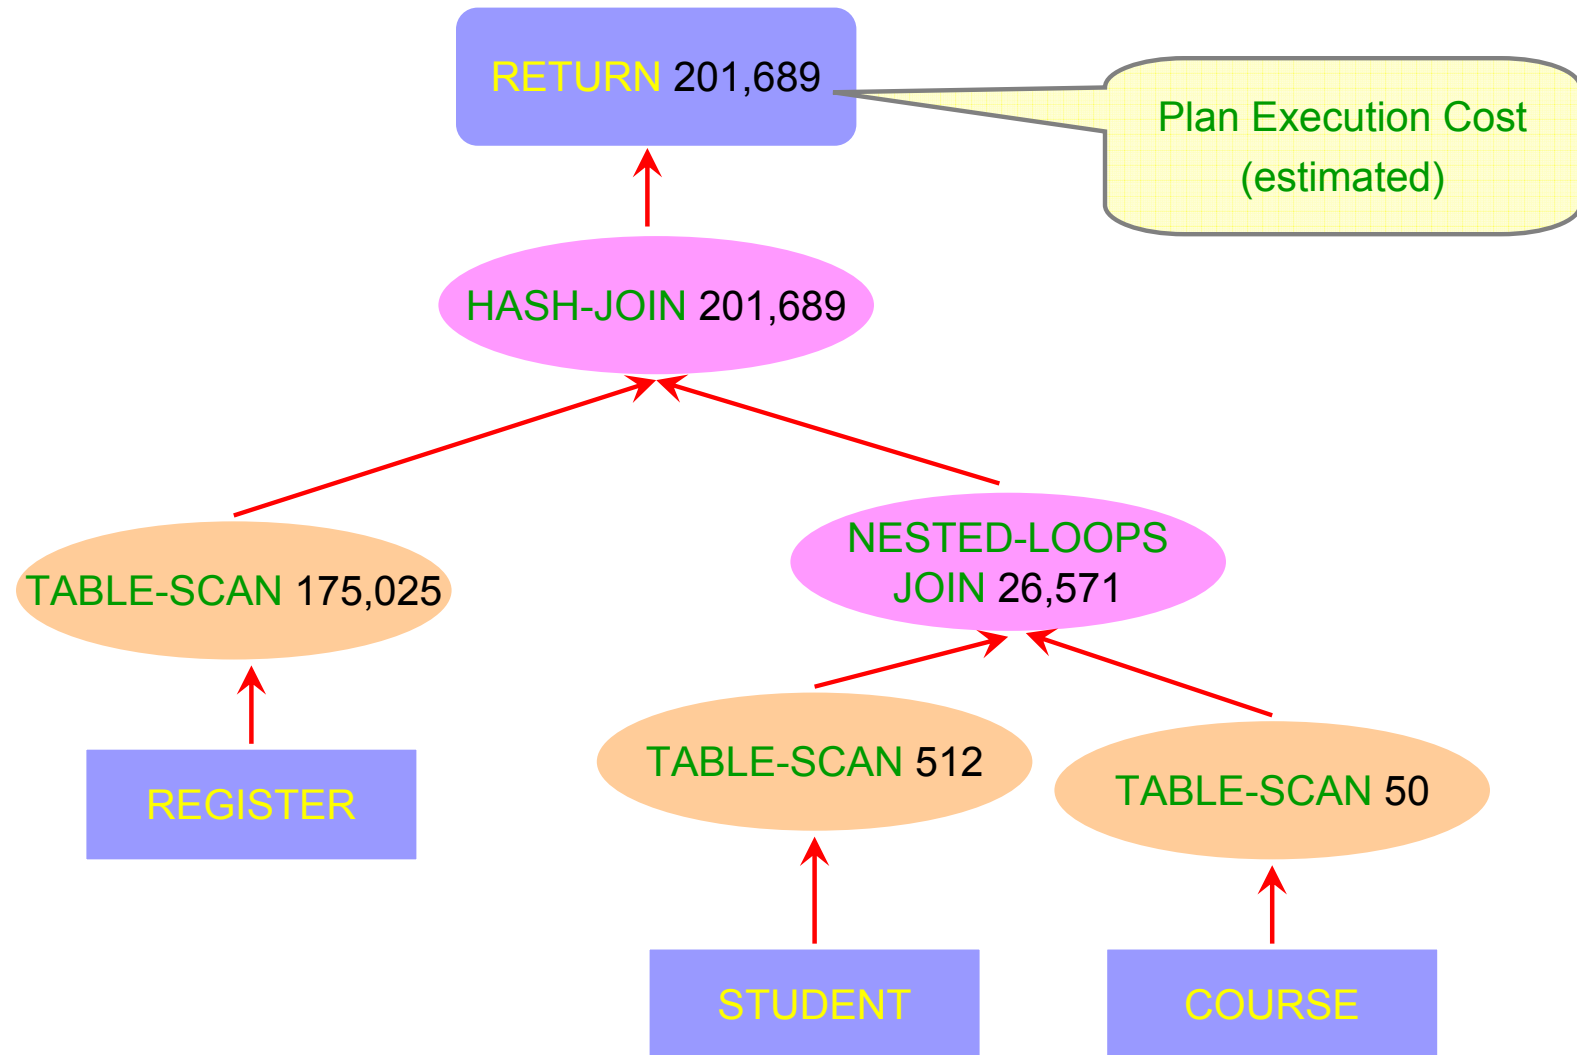 RETURN 201,689
Plan Execution Cost
(estimated)
HASH-JOIN 201,689
NESTED-LOOPS
JOIN 26,571
TABLE-SCAN 175,025
TABLE-SCAN 512
TABLE-SCAN 50
REGISTER
STUDENT
COURSE